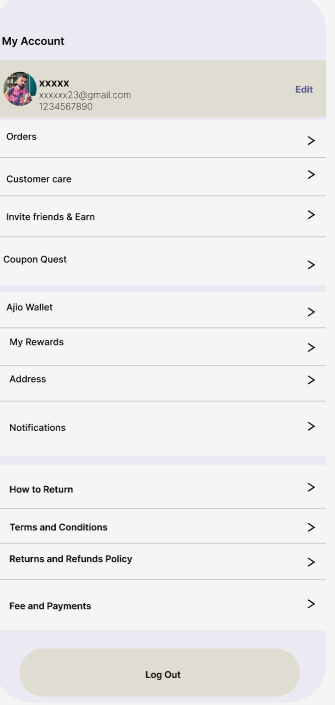 My Account
xxxxx
xxxxxx23@gmail.com
Edit
1234567890
Orders
Customer care
Invite friends & Earn
Coupon Quest
Ajio Wallet
My Rewards
Address
Notifications
How to Return
Terms and Conditions
Returns and Refunds Policy
Fee and Payments
Log Out